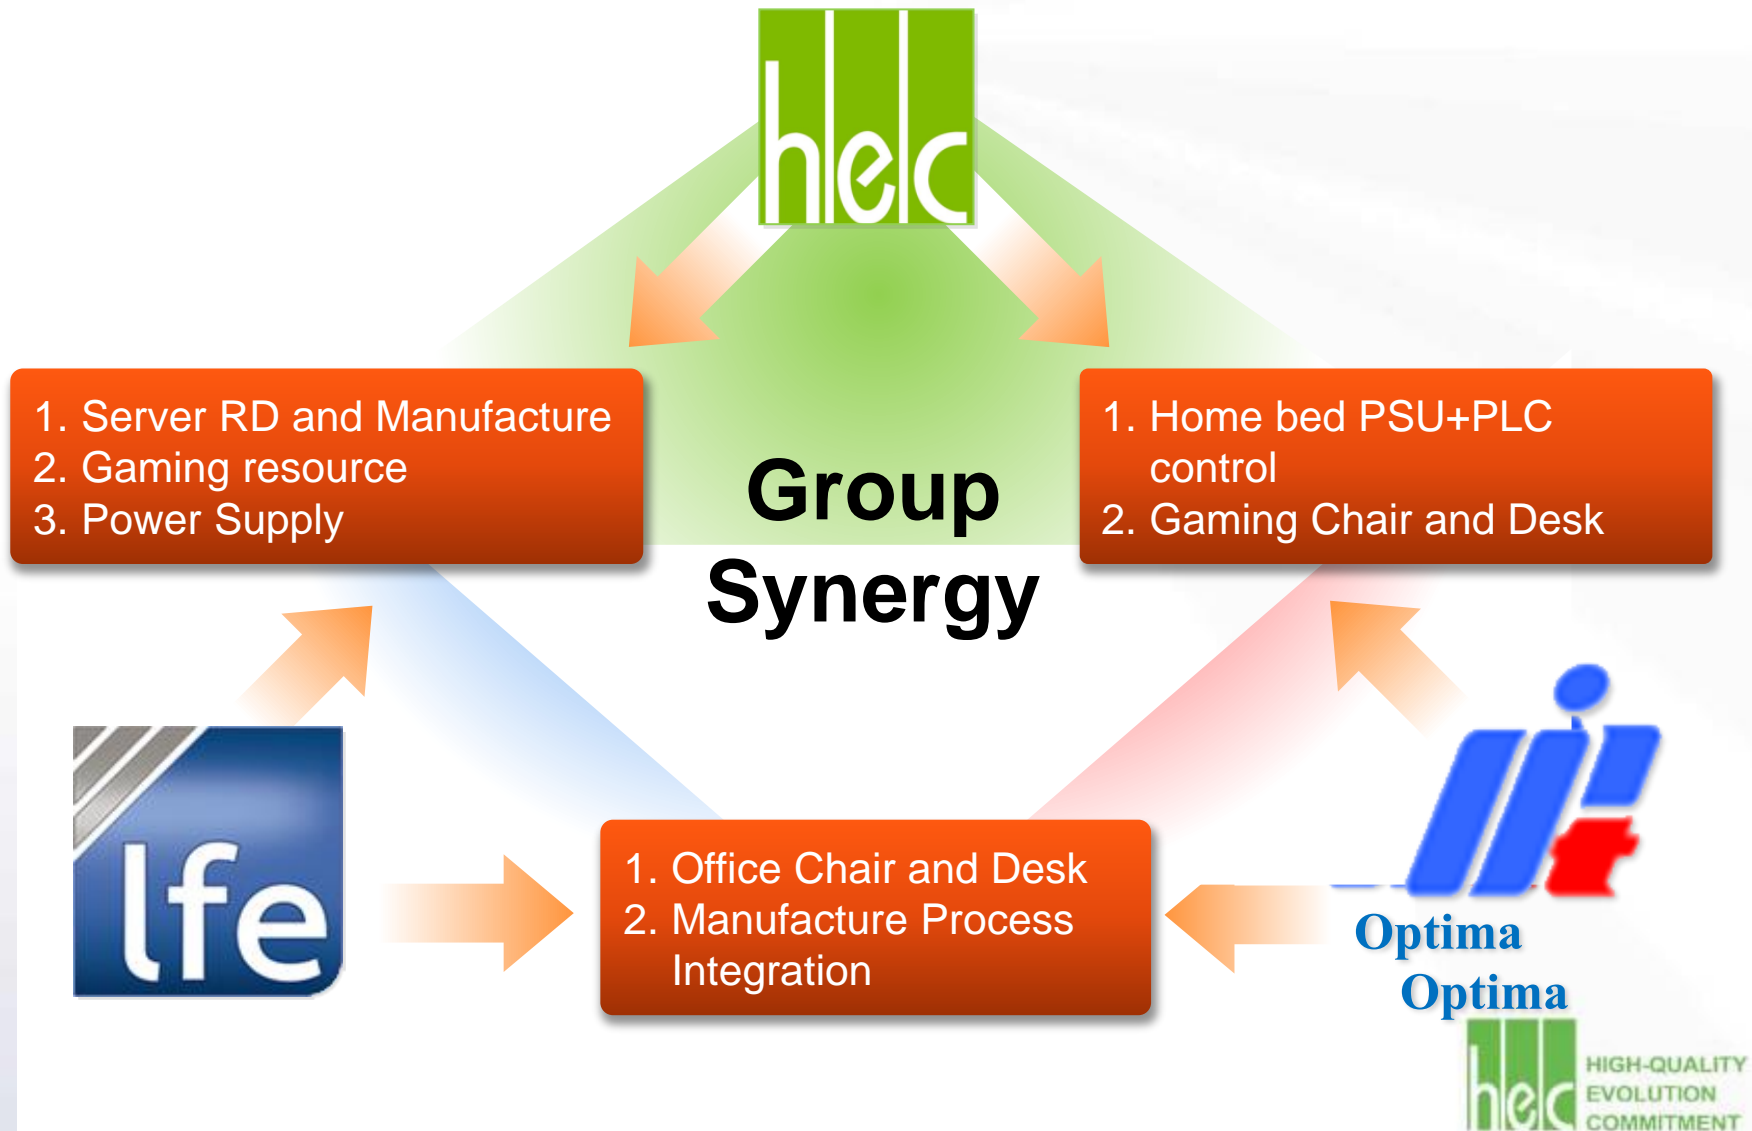 helc
1. Server RD and Manufacture
2. Gaming resource
3. Power Supply
1. Home bed PSU+PLC
control
2. Gaming Chair and Desk
Group
Synergy
lfe
1. Office Chair and Desk
2. Manufacture Process
Integration
Optima
Optima
helc
HIGH-QUALITY
EVOLUTION
COMMITMENT